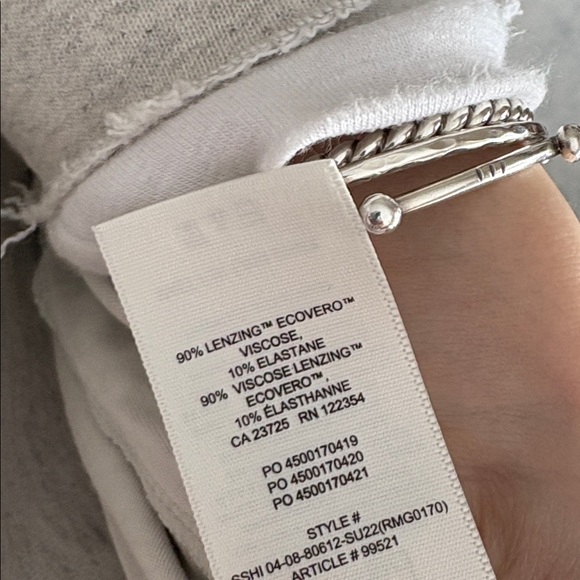 90% LENZING™ ECOVERO™
VISCOSE,
10% ELASTANE
90% VISCOSE LENZING™
ECOVERO™,
10% ÉLASTHANNE
CA 23725 RN 122354
PO 4500170419
PO 4500170420
PO 4500170421
STYLE #
SSHI 04-08-80612-SU22(RMG0170)
ARTICLE # 99521